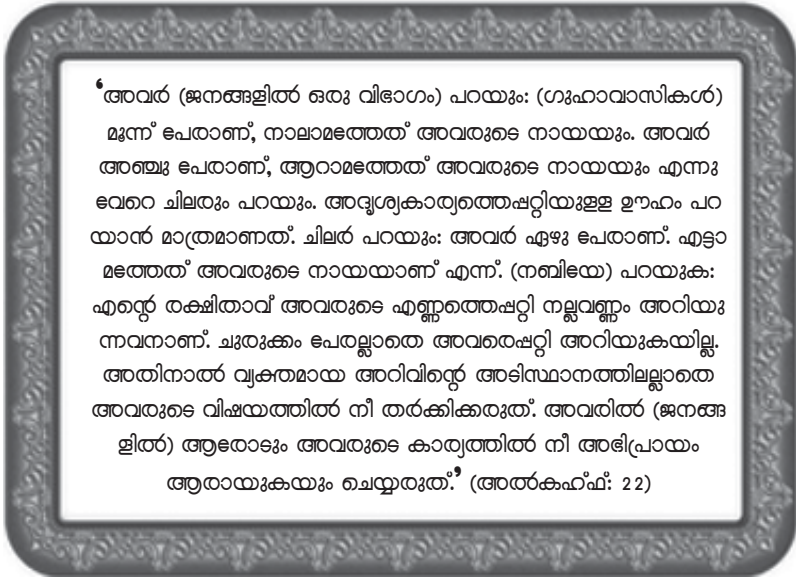 ‘അവർ (ജനങ്ങളിൽ ഒരു വിഭാഗം) പറയും: (ഗുഹാവാസികൾ)
മൂന്ന് പേരാണ്, നാലാമത്തേത് അവരുടെ നായയും. അവർ
അഞ്ചു പേരാണ്, ആറാമത്തേത് അവരുടെ നായയും എന്നു
വേറെ ചിലരും പറയും. അദൃശ്യകാര്യത്തെപ്പറ്റിയുളള ഊഹം പറ
യാൻ മാത്രമാണത്. ചിലർ പറയും: അവർ ഏഴു പേരാണ്. എട്ടാ
മത്തേത് അവരുടെ നായയാണ് എന്ന്. (നബിയേ) പറയുക:
എന്റെ രക്ഷിതാവ് അവരുടെ എണ്ണത്തെപ്പറ്റി നല്ലവണ്ണം അറിയു
ന്നവനാണ്. ചുരുക്കം പേരല്ലാതെ അവരെപ്പറ്റി അറിയുകയില്ല.
അതിനാൽ വ്യക്തമായ അറിവിന്റെ അടിസ്ഥാനത്തിലല്ലാതെ
അവരുടെ വിഷയത്തിൽ നീ തർക്കിക്കരുത്. അവരിൽ (ജനങ്ങ
ളിൽ) ആരോടും അവരുടെ കാര്യത്തിൽ നീ അഭിപ്രായം
ആരായുകയും ചെയ്യരുത്.’ (അൽകഹ്ഫ്: 22)